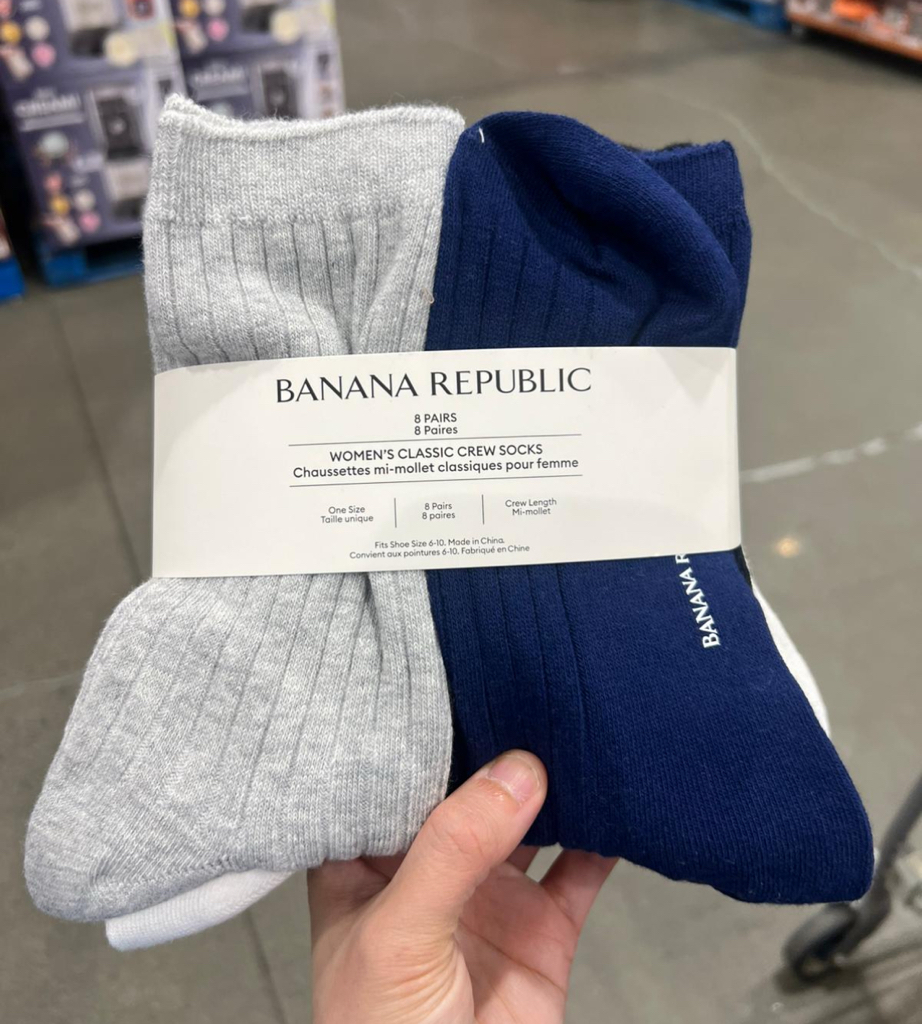 BANANA REPUBLIC
8 PAIRS
8 Paires
WOMEN'S CLASSIC CREW SOCKS
Chaussettes mi-mollet classiques pour femme
One Size
Taille unique
8 Pairs
8 paires
Crew Length
Mi-mollet
Fits Shoe Size 6-10. Made in China.
Convient aux pointures 6-10. Fabriqué en Chine
BANANA R